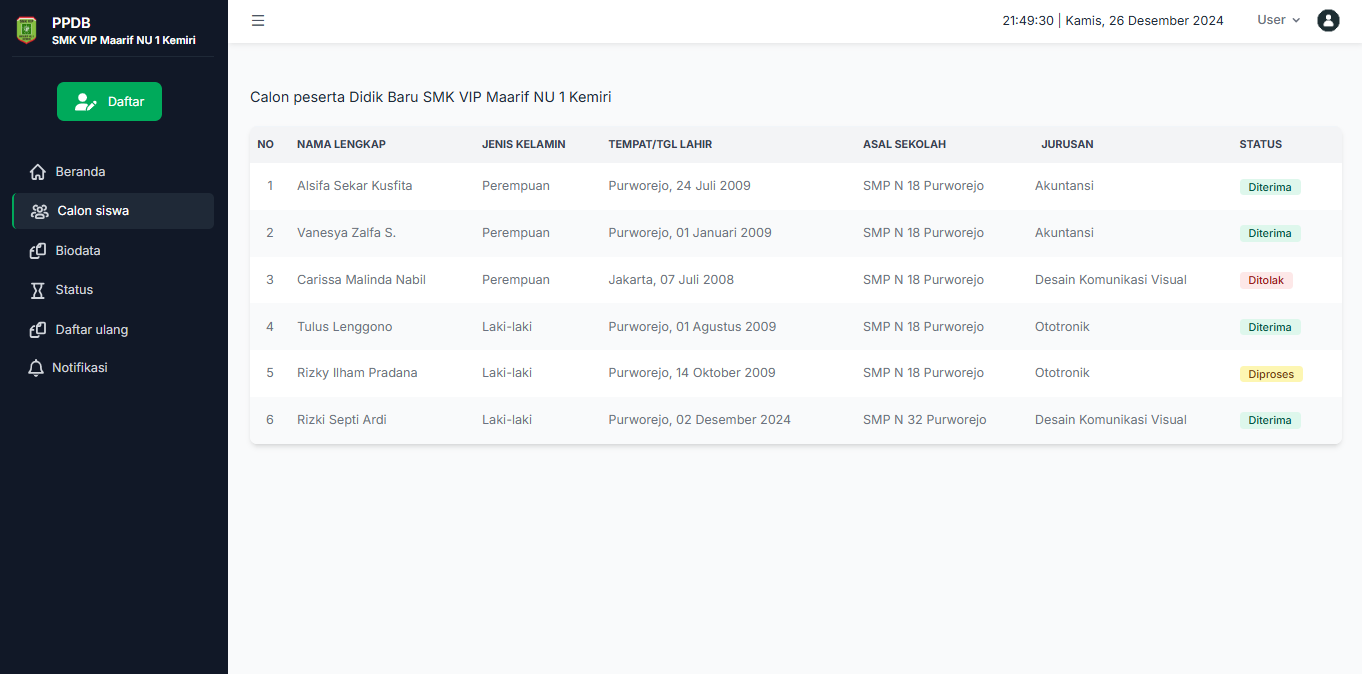 PPDB
SMK VIP Maarif NU 1 Kemiri
21:49:30 | Kamis, 26 Desember 2024 User
Daftar
Beranda
Calon siswa
Biodata
Status
Daftar ulang
Notifikasi
Calon peserta Didik Baru SMK VIP Maarif NU 1 Kemiri
NO NAMA LENGKAP JENIS KELAMIN TEMPAT/TGL LAHIR ASAL SEKOLAH JURUSAN STATUS
1 Alsifa Sekar Kusfita Perempuan Purworejo, 24 Juli 2009 SMP N 18 Purworejo Akuntansi Diterima
2 Vanesya Zalfa S. Perempuan Purworejo, 01 Januari 2009 SMP N 18 Purworejo Akuntansi Diterima
3 Carissa Malinda Nabil Perempuan Jakarta, 07 Juli 2008 SMP N 18 Purworejo Desain Komunikasi Visual Ditolak
4 Tulus Lenggono Laki-laki Purworejo, 01 Agustus 2009 SMP N 18 Purworejo Ototronik Diterima
5 Rizky Ilham Pradana Laki-laki Purworejo, 14 Oktober 2009 SMP N 18 Purworejo Ototronik Diproses
6 Rizki Septi Ardi Laki-laki Purworejo, 02 Desember 2024 SMP N 32 Purworejo Desain Komunikasi Visual Diterima